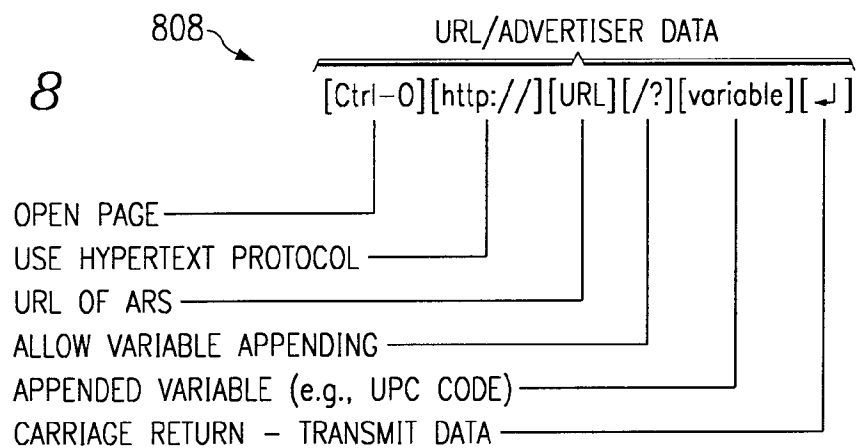 808
URL/ADVERTISER DATA
8
[Ctrl-O][http://][URL][/?][variable][↵]
OPEN PAGE
USE HYPERTEXT PROTOCOL
URL OF ARS
ALLOW VARIABLE APPENDING
APPENDED VARIABLE (e.g., UPC CODE)
CARRIAGE RETURN - TRANSMIT DATA